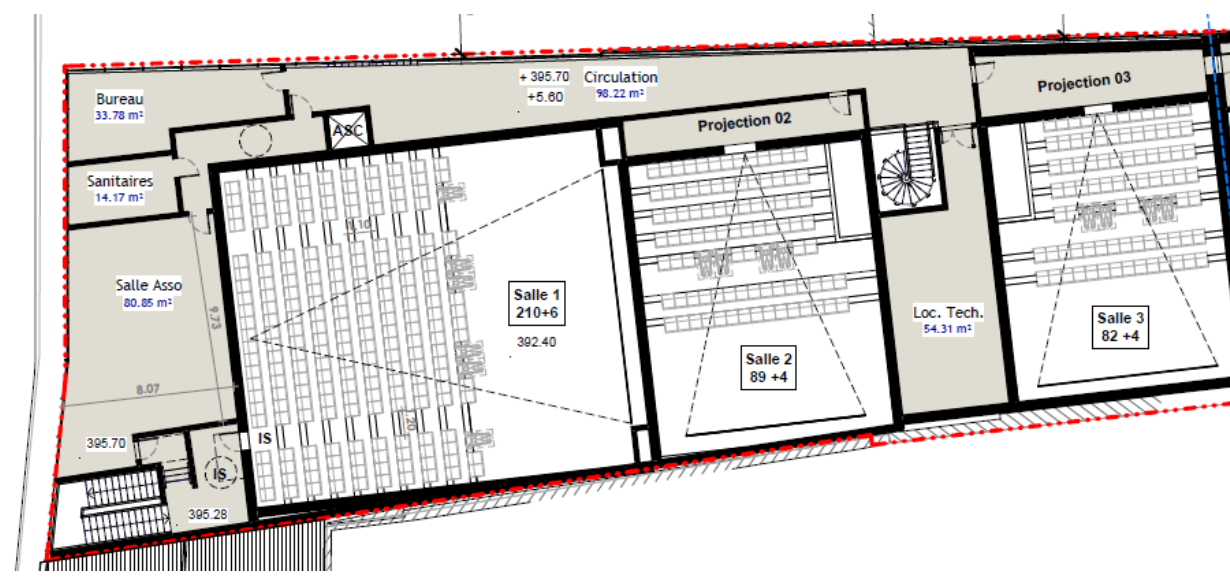 + 395.70
+5.60
Circulation
98.22 m²
Bureau
33.78 m²
ASC
Projection 02
Projection 03
Sanitaires
14.17 m²
1.10
Salle Asso
80.85 m²
9.73
Salle 1
210+6
392.40
Loc. Tech.
54.31 m²
Salle 3
82 +4
Salle 2
89 +4
8.07
395.70
IS
IS
395.28